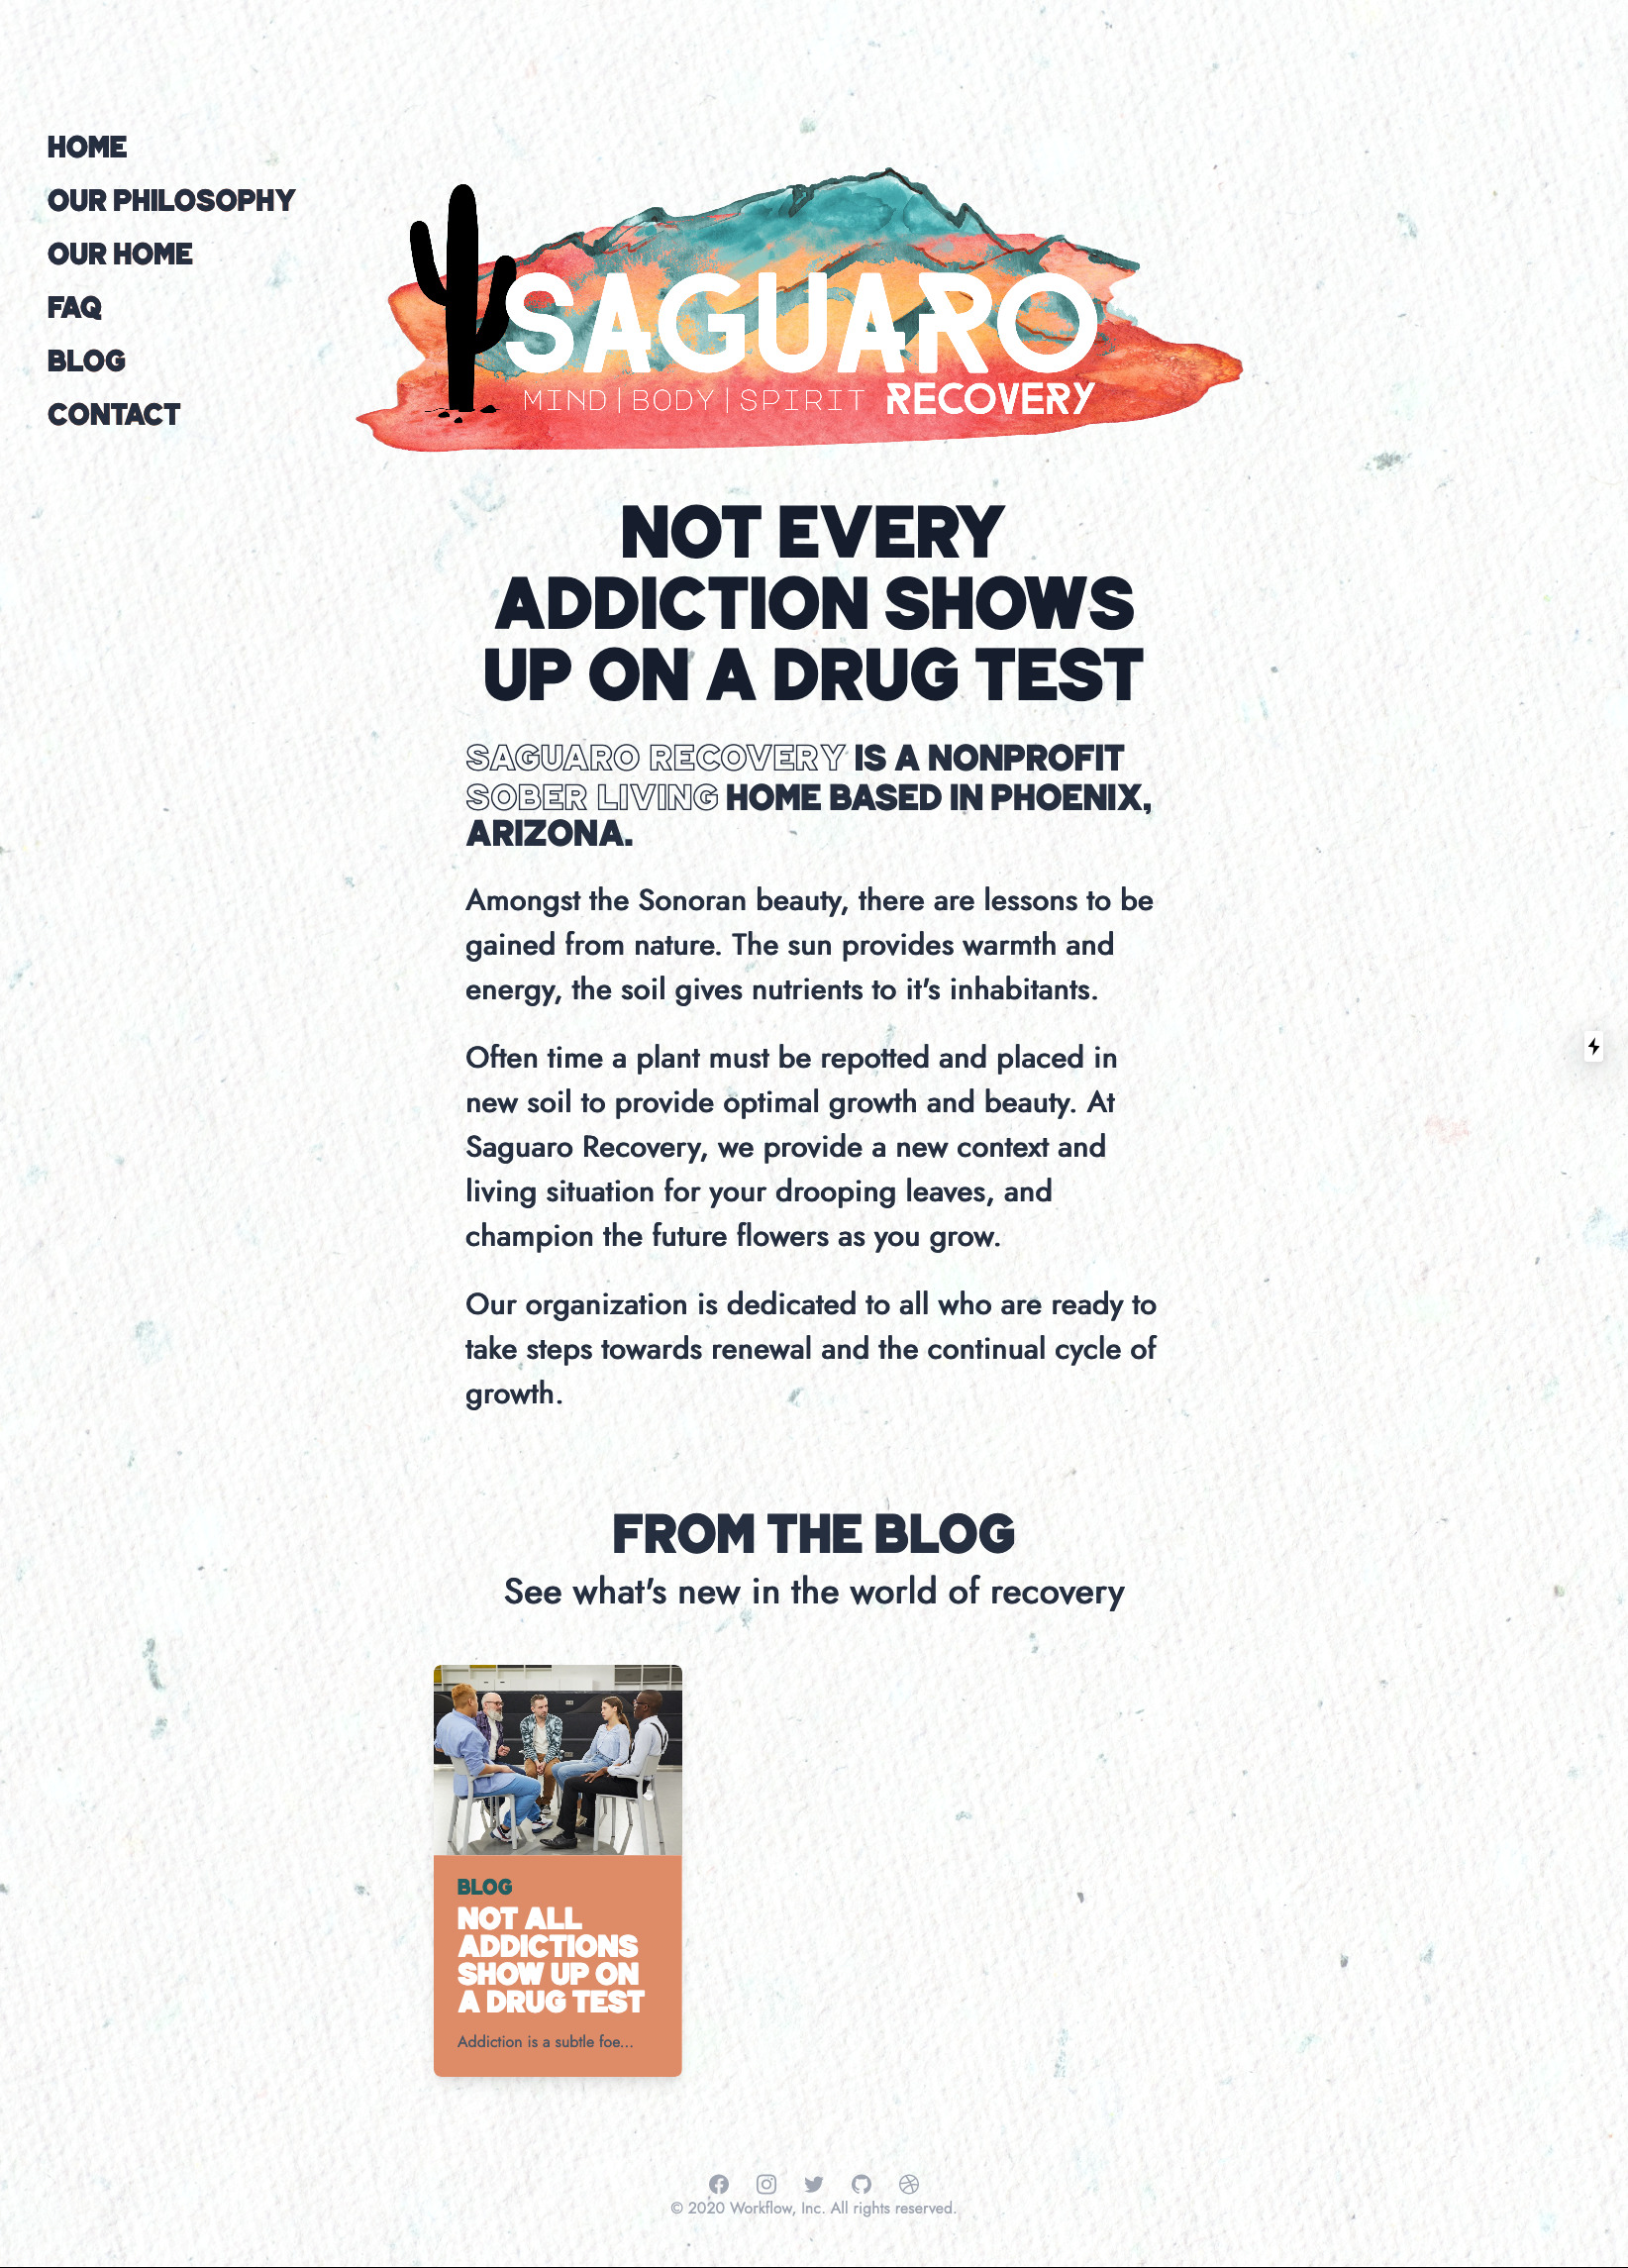 HOME
OUR PHILOSOPHY
OUR HOME
FAQ
BLOG
CONTACT
SAGUARO
MIND | BODY | SPIRIT RECOVERY
NOT EVERY
ADDICTION SHOWS
UP ON A DRUG TEST
SAGUARO RECOVERY IS A NONPROFIT
SOBER LIVING HOME BASED IN PHOENIX,
ARIZONA.
Amongst the Sonoran beauty, there are lessons to be
gained from nature. The sun provides warmth and
energy, the soil gives nutrients to it's inhabitants.
Often time a plant must be repotted and placed in
new soil to provide optimal growth and beauty. At
Saguaro Recovery, we provide a new context and
living situation for your drooping leaves, and
champion the future flowers as you grow.
Our organization is dedicated to all who are ready to
take steps towards renewal and the continual cycle of
growth.
FROM THE BLOG
See what's new in the world of recovery
BLOG
NOT ALL
ADDICTIONS
SHOW UP ON
A DRUG TEST
Addiction is a subtle foe...
© 2020 Workflow, Inc. All rights reserved.